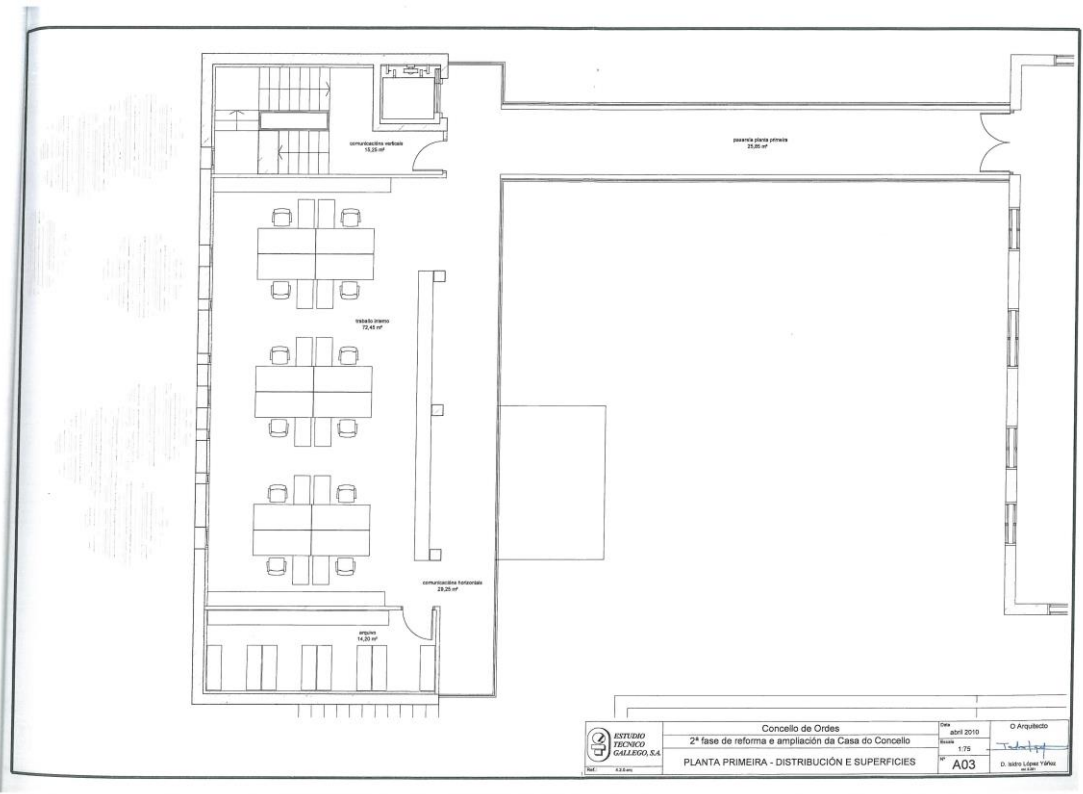 comunicacións verticais
15,25 m²
pasarela planta primeira
25,85 m²
traballo interno
72,45 m²
comunicacións horizontais
29,25 m²
arquivo
14,20 m²
ESTUDIO
TECNICO
GALLEGO, S.A.
Ref.:
Concello de Ordes
2ª fase de reforma e ampliación da Casa do Concello
PLANTA PRIMEIRA - DISTRIBUCIÓN E SUPERFICIES
Data
abril 2010
Escala
1:75
Nº
A03
O Arquitecto
D. Isidro López Yáñez